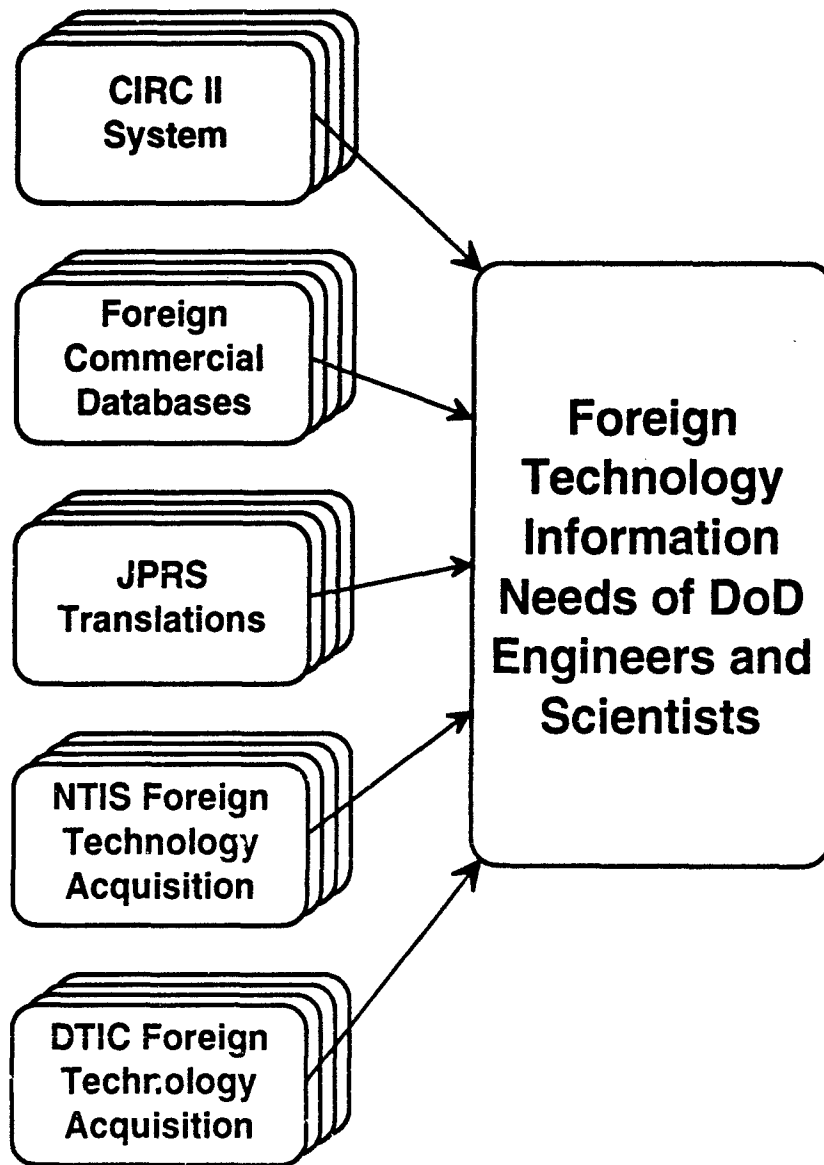 CIRC II
System
Foreign
Commercial
Databases
JPRS
Translations
NTIS Foreign
Technology
Acquisition
DTIC Foreign
Technology
Acquisition
Foreign
Technology
Information
Needs of DoD
Engineers and
Scientists